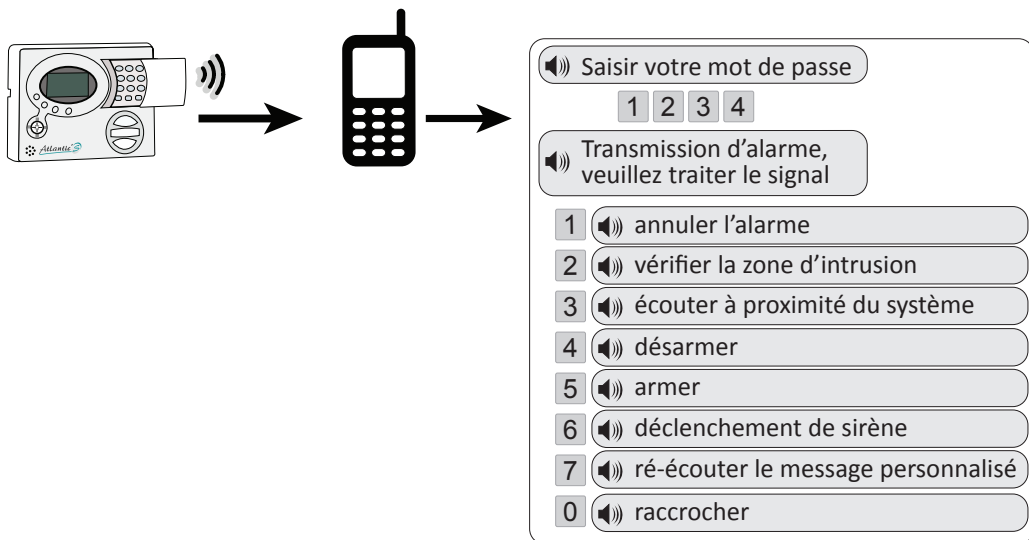 Atlantic'S
Saisir votre mot de passe
1 2 3 4
Transmission d'alarme,
veuillez traiter le signal
1 annuler l'alarme
2 vérifier la zone d'intrusion
3 écouter à proximité du système
4 désarmer
5 armer
6 déclenchement de sirène
7 ré-écouter le message personnalisé
0 raccrocher